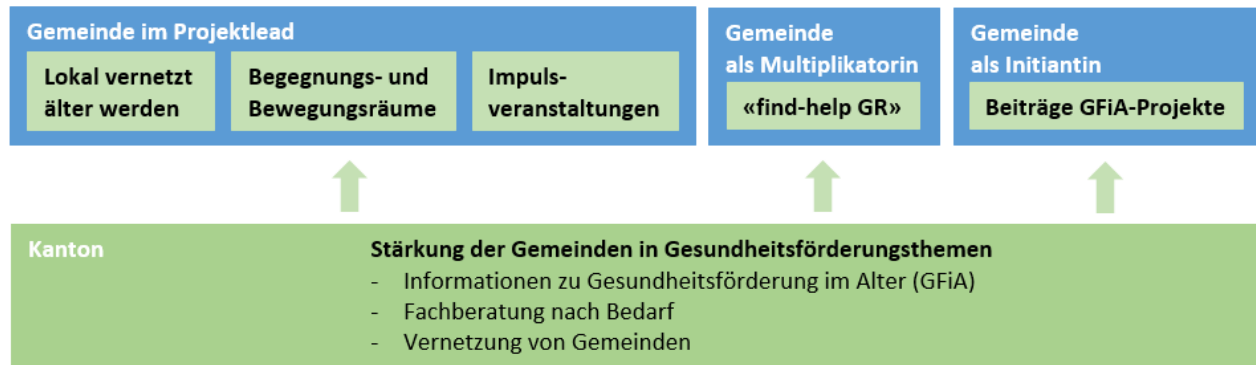 Gemeinde im Projektlead
Lokal vernetzt
älter werden
Begegnungs- und
Bewegungsräume
Impuls-
veranstaltungen
Gemeinde
als Multiplikatorin
«find-help GR»
Gemeinde
als Initiantin
Beiträge GFiA-Projekte
Kanton
Stärkung der Gemeinden in Gesundheitsförderungsthemen
- Informationen zu Gesundheitsförderung im Alter (GFiA)
- Fachberatung nach Bedarf
- Vernetzung von Gemeinden